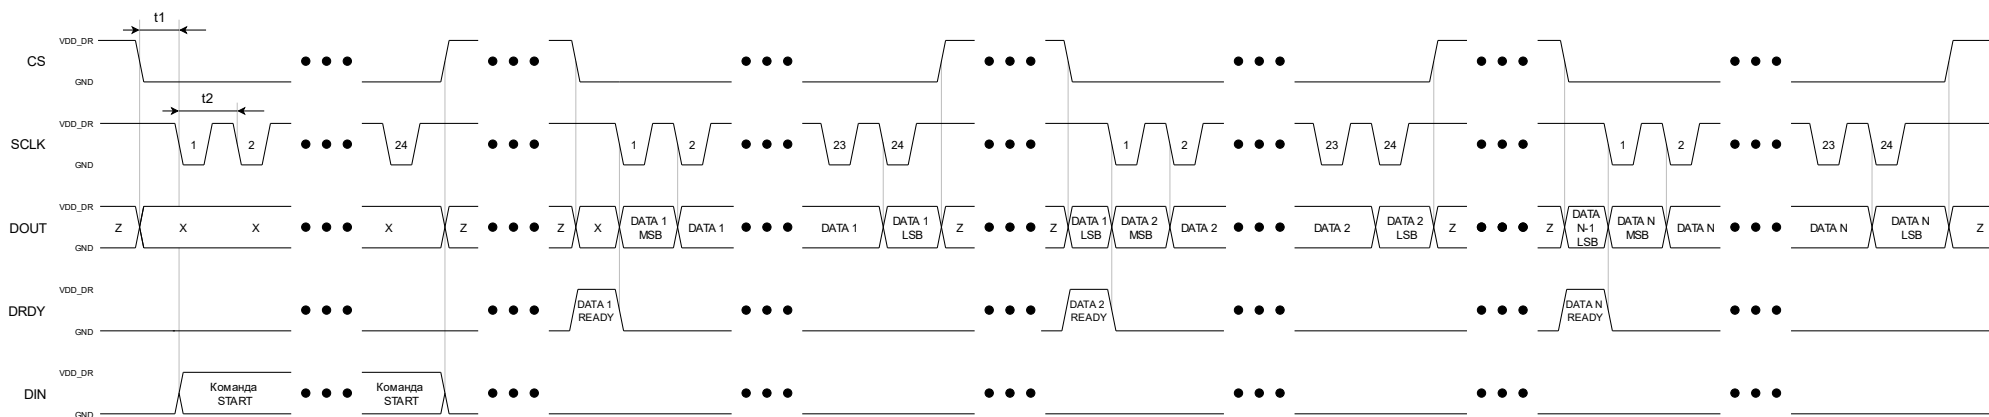 t1
VDD_DR
CS
GND
t2
VDD_DR
SCLK
1 2 24 1 2 23 24 1 2 23 24 1 2 23 24
GND
VDD_DR
DOUT
Z X X X Z Z X DATA 1 MSB DATA 1 DATA 1 DATA 1 LSB Z Z DATA 1 LSB DATA 2 MSB DATA 2 DATA 2 DATA 2 LSB Z Z DATA N-1 LSB DATA N MSB DATA N DATA N DATA N LSB Z
GND
VDD_DR
DRDY
DATA 1 READY DATA 2 READY DATA N READY
GND
VDD_DR
DIN
Команда START Команда START
GND